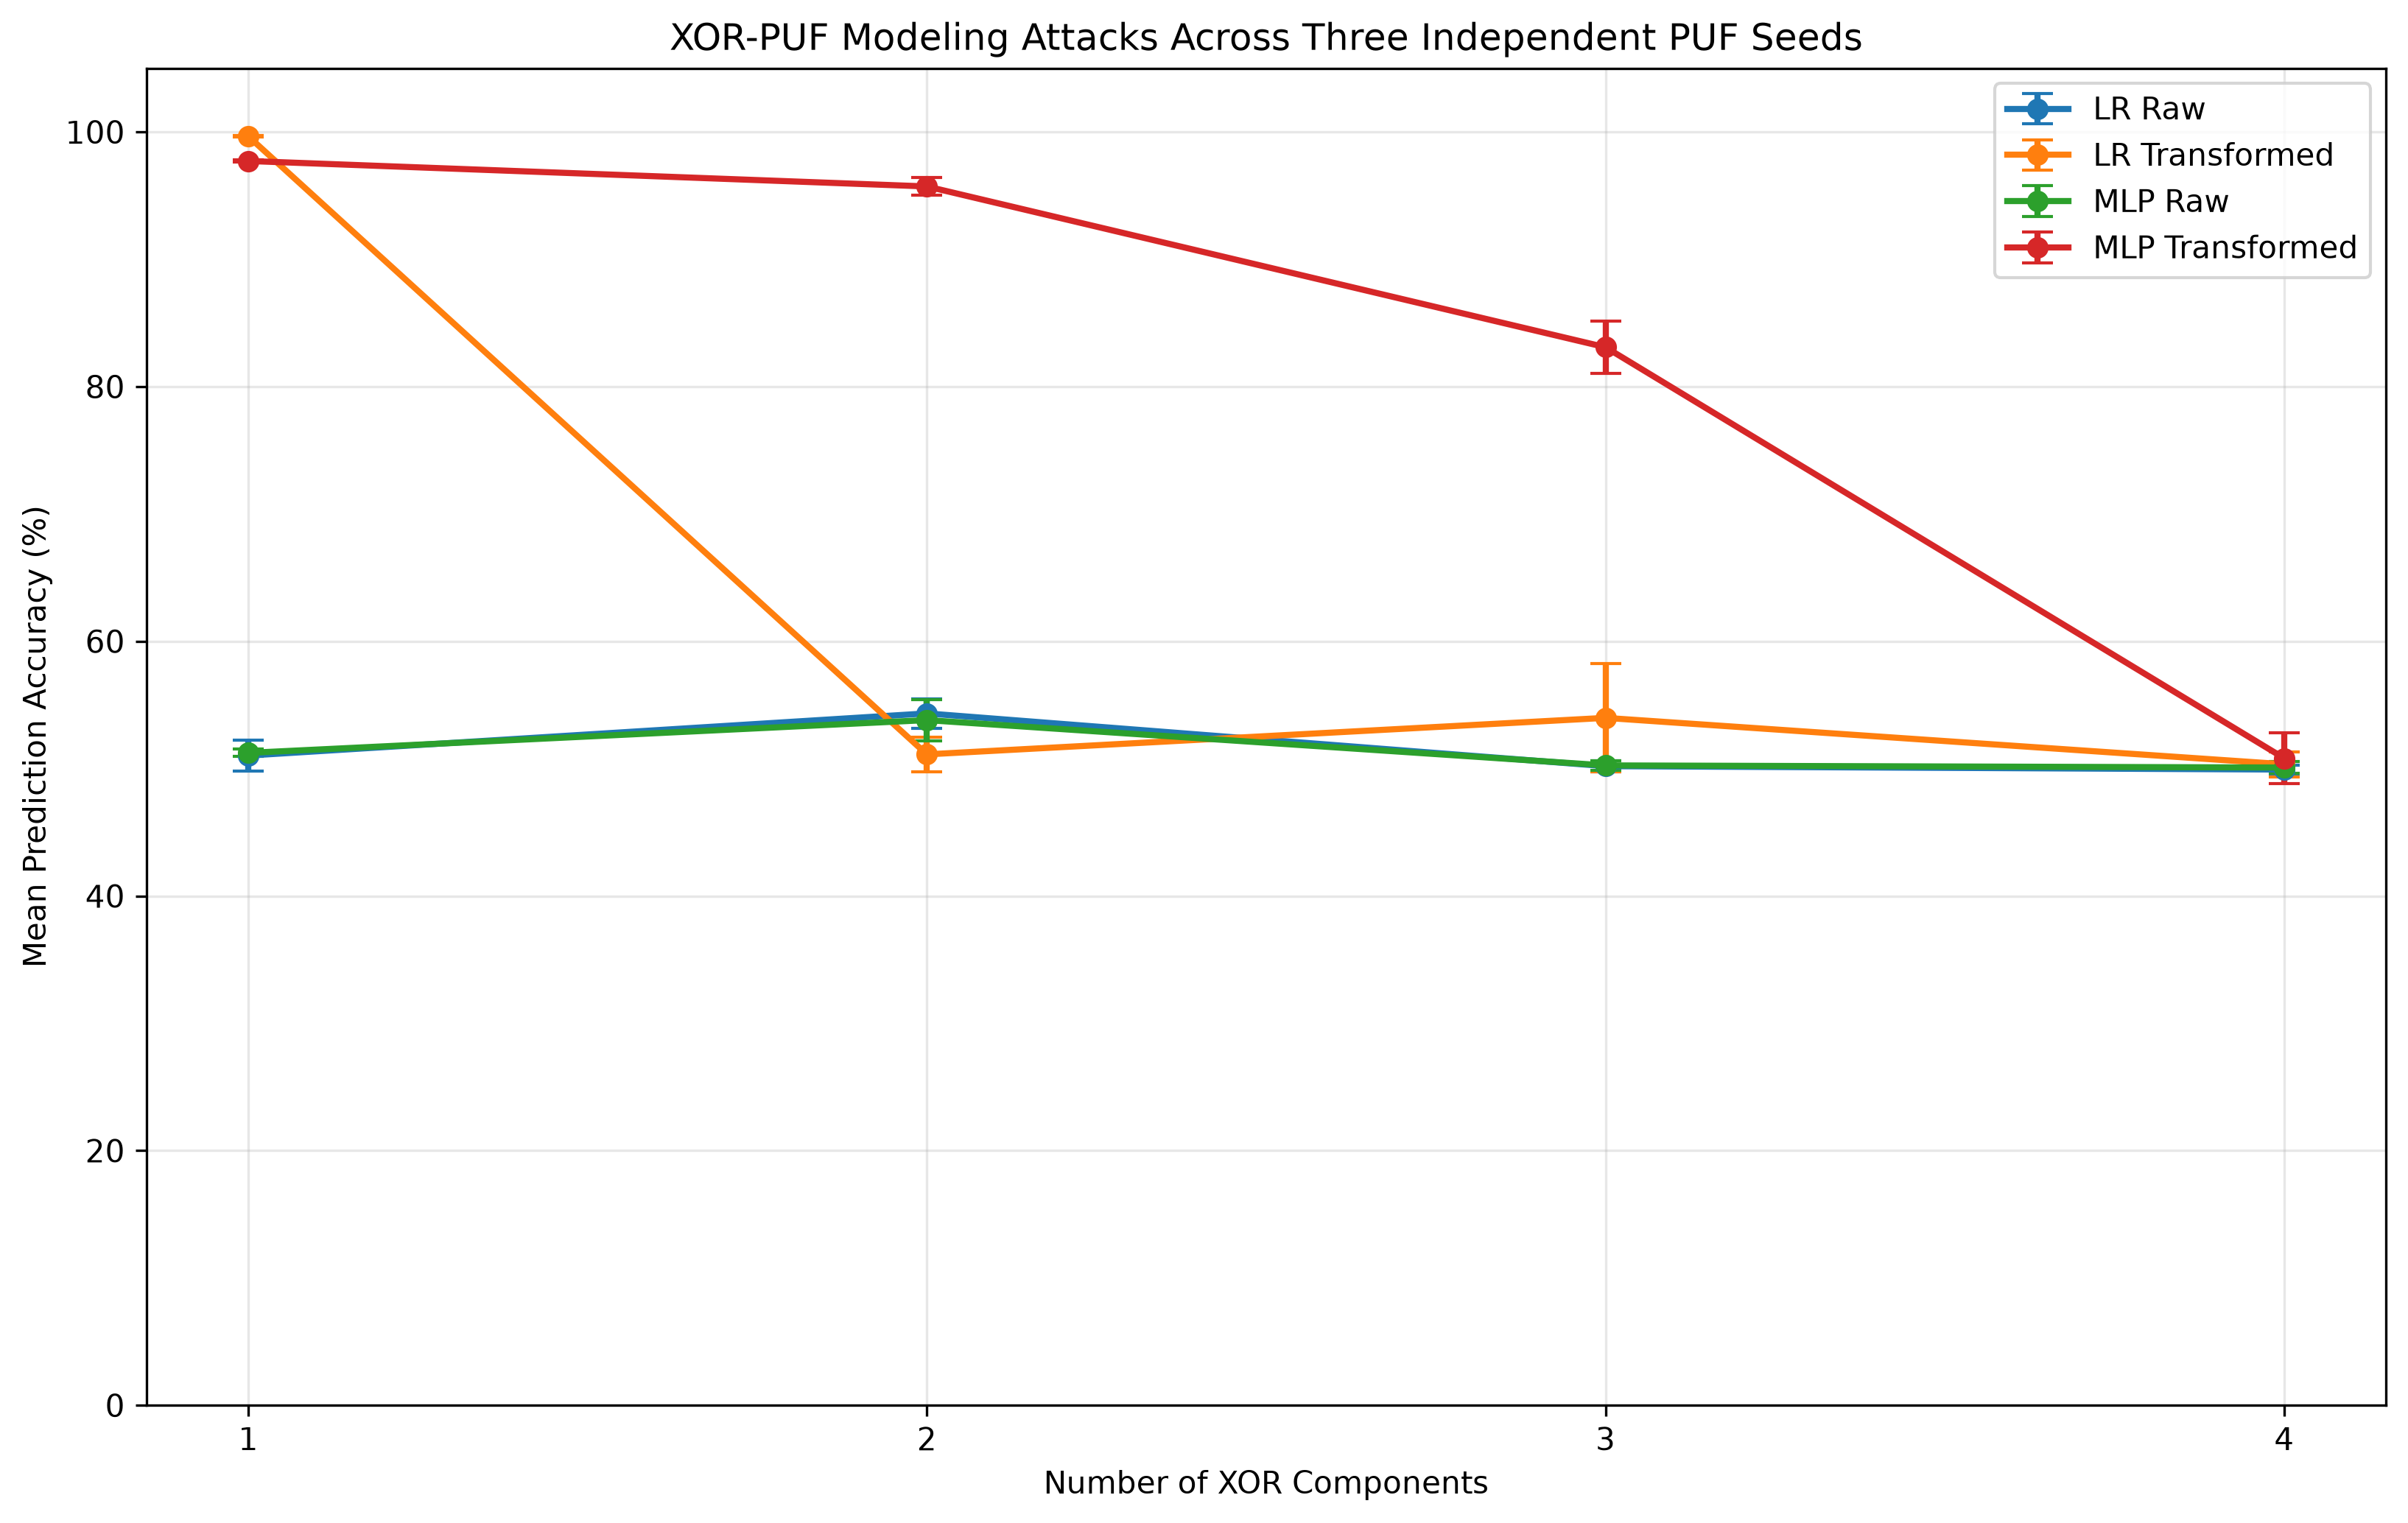 XOR-PUF Modeling Attacks Across Three Independent PUF Seeds
LR Raw
LR Transformed
MLP Raw
MLP Transformed
Mean Prediction Accuracy (%)
100
80
60
40
20
0
1 2 3 4
Number of XOR Components